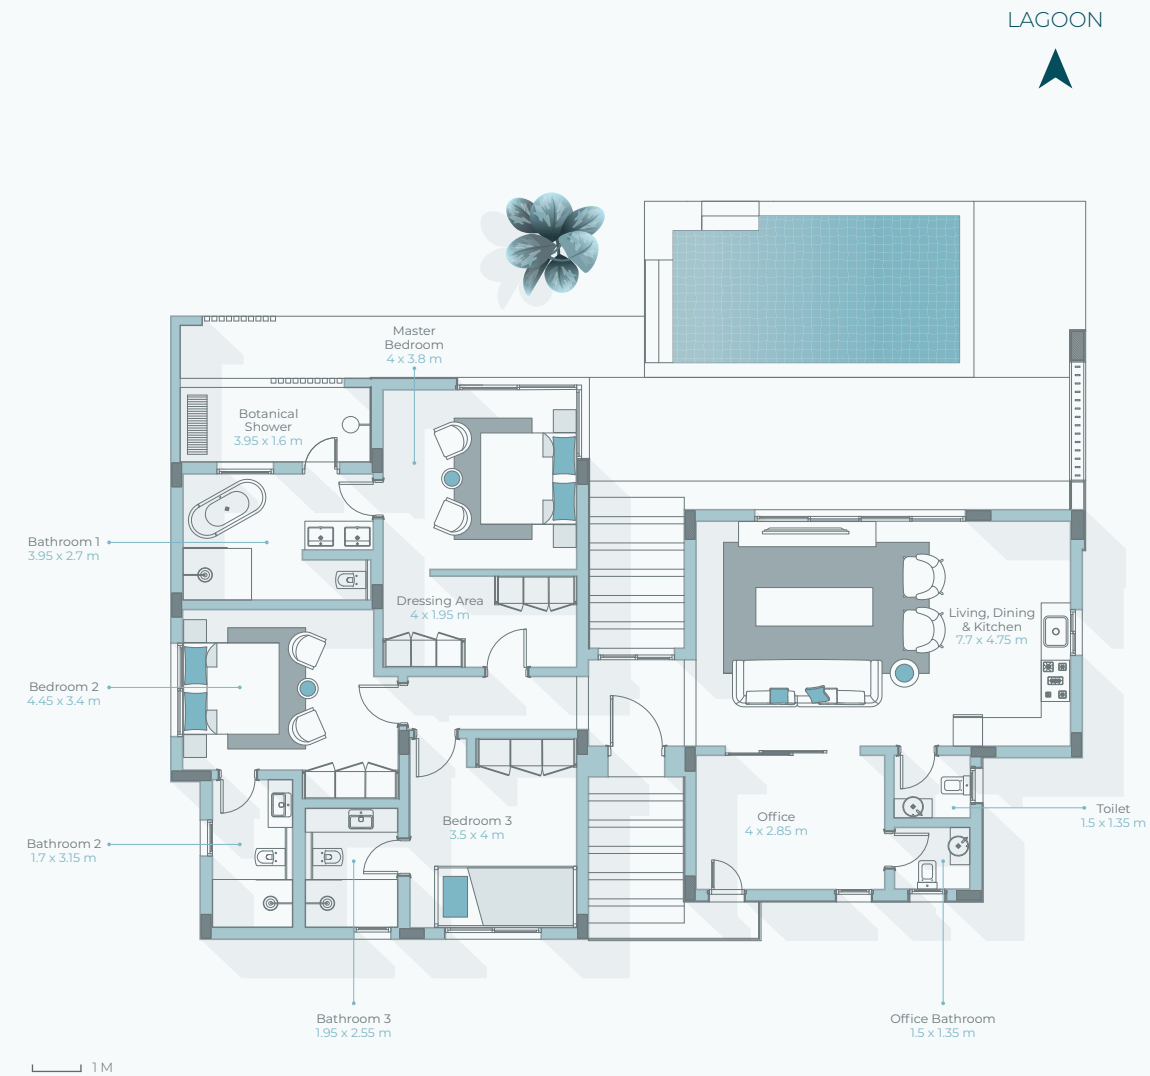 LAGOON
Master
Bedroom
4 x 3.8 m
Botanical
Shower
3.95 x 1.6 m
Bathroom 1
3.95 x 2.7 m
Dressing Area
4 x 1.95 m
Living, Dining
& Kitchen
7.7 x 4.75 m
Bedroom 2
4.45 x 3.4 m
Bedroom 3
3.5 x 4 m
Office
4 x 2.85 m
Toilet
1.5 x 1.35 m
Bathroom 2
1.7 x 3.15 m
Bathroom 3
1.95 x 2.55 m
Office Bathroom
1.5 x 1.35 m
1 M